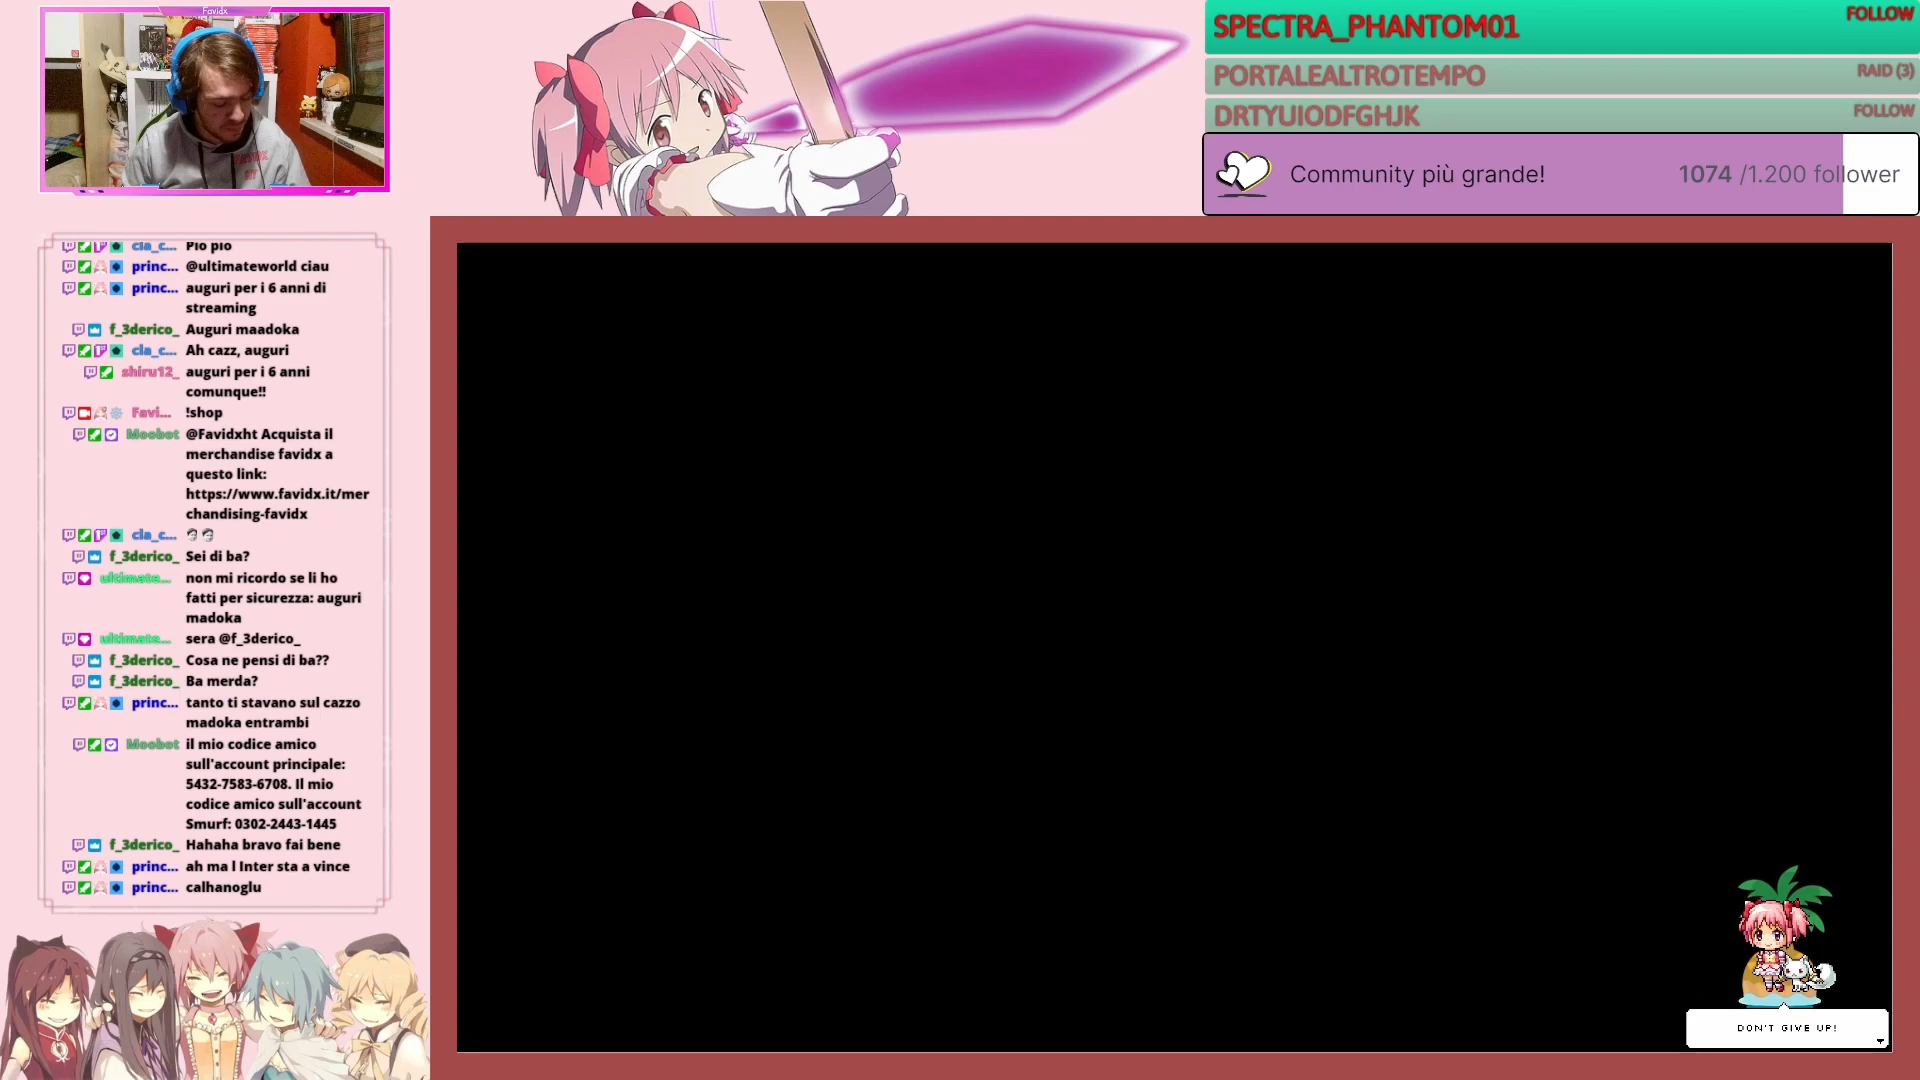 Favidx
SPECTRA_PHANTOM01
FOLLOW
PORTALEALTROTEMPO
RAID (3)
DRTYUIODFGHJK
FOLLOW
Community più grande!
1074 /1.200 follower
cla_c... Pio pio
princ... @ultimateworld ciau
princ... auguri per i 6 anni di
streaming
f_3derico_ Auguri maadoka
cla_c... Ah cazz, auguri
shiru12_ auguri per i 6 anni
comunque!!
Favi... !shop
Moobot @Favidxht Acquista il
merchandise favidx a
questo link:
https://www.favidx.it/mer
chandising-favidx
cla_c...
f_3derico_ Sei di ba?
ultimate... non mi ricordo se li ho
fatti per sicurezza: auguri
madoka
ultimate... sera @f_3derico_
f_3derico_ Cosa ne pensi di ba??
f_3derico_ Ba merda?
princ... tanto ti stavano sul cazzo
madoka entrambi
Moobot il mio codice amico
sull'account principale:
5432-7583-6708. Il mio
codice amico sull'account
Smurf: 0302-2443-1445
f_3derico_ Hahaha bravo fai bene
princ... ah ma l Inter sta a vince
princ... calhanoglu
DON'T GIVE UP!